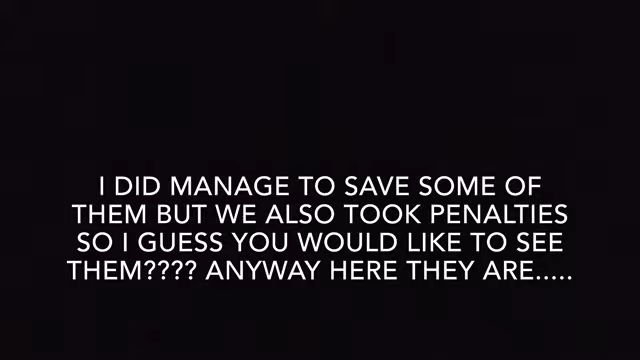 I DID MANAGE TO SAVE SOME OF
THEM BUT WE ALSO TOOK PENALTIES
SO I GUESS YOU WOULD LIKE TO SEE
THEM???? ANYWAY HERE THEY ARE.....